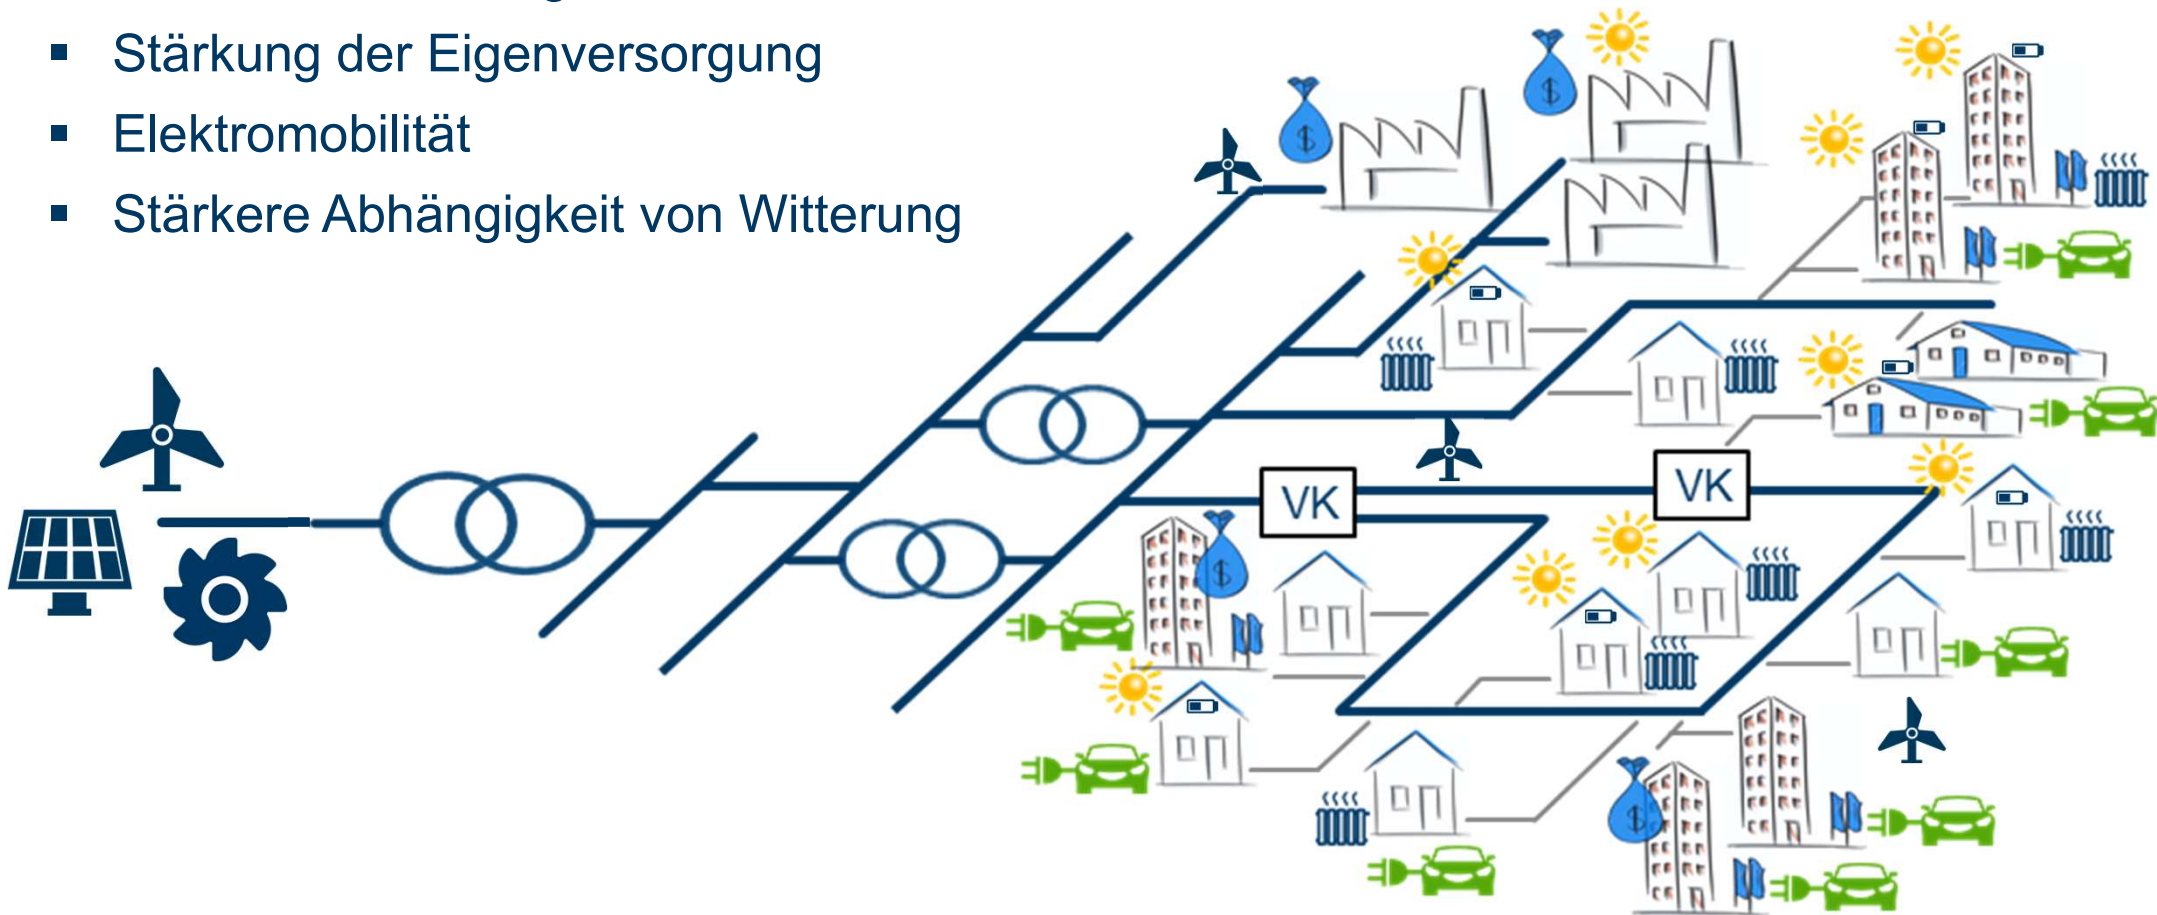 Stärkung der Eigenversorgung
Elektromobilität
Stärkere Abhängigkeit von Witterung
$
$
VK
VK
$
$